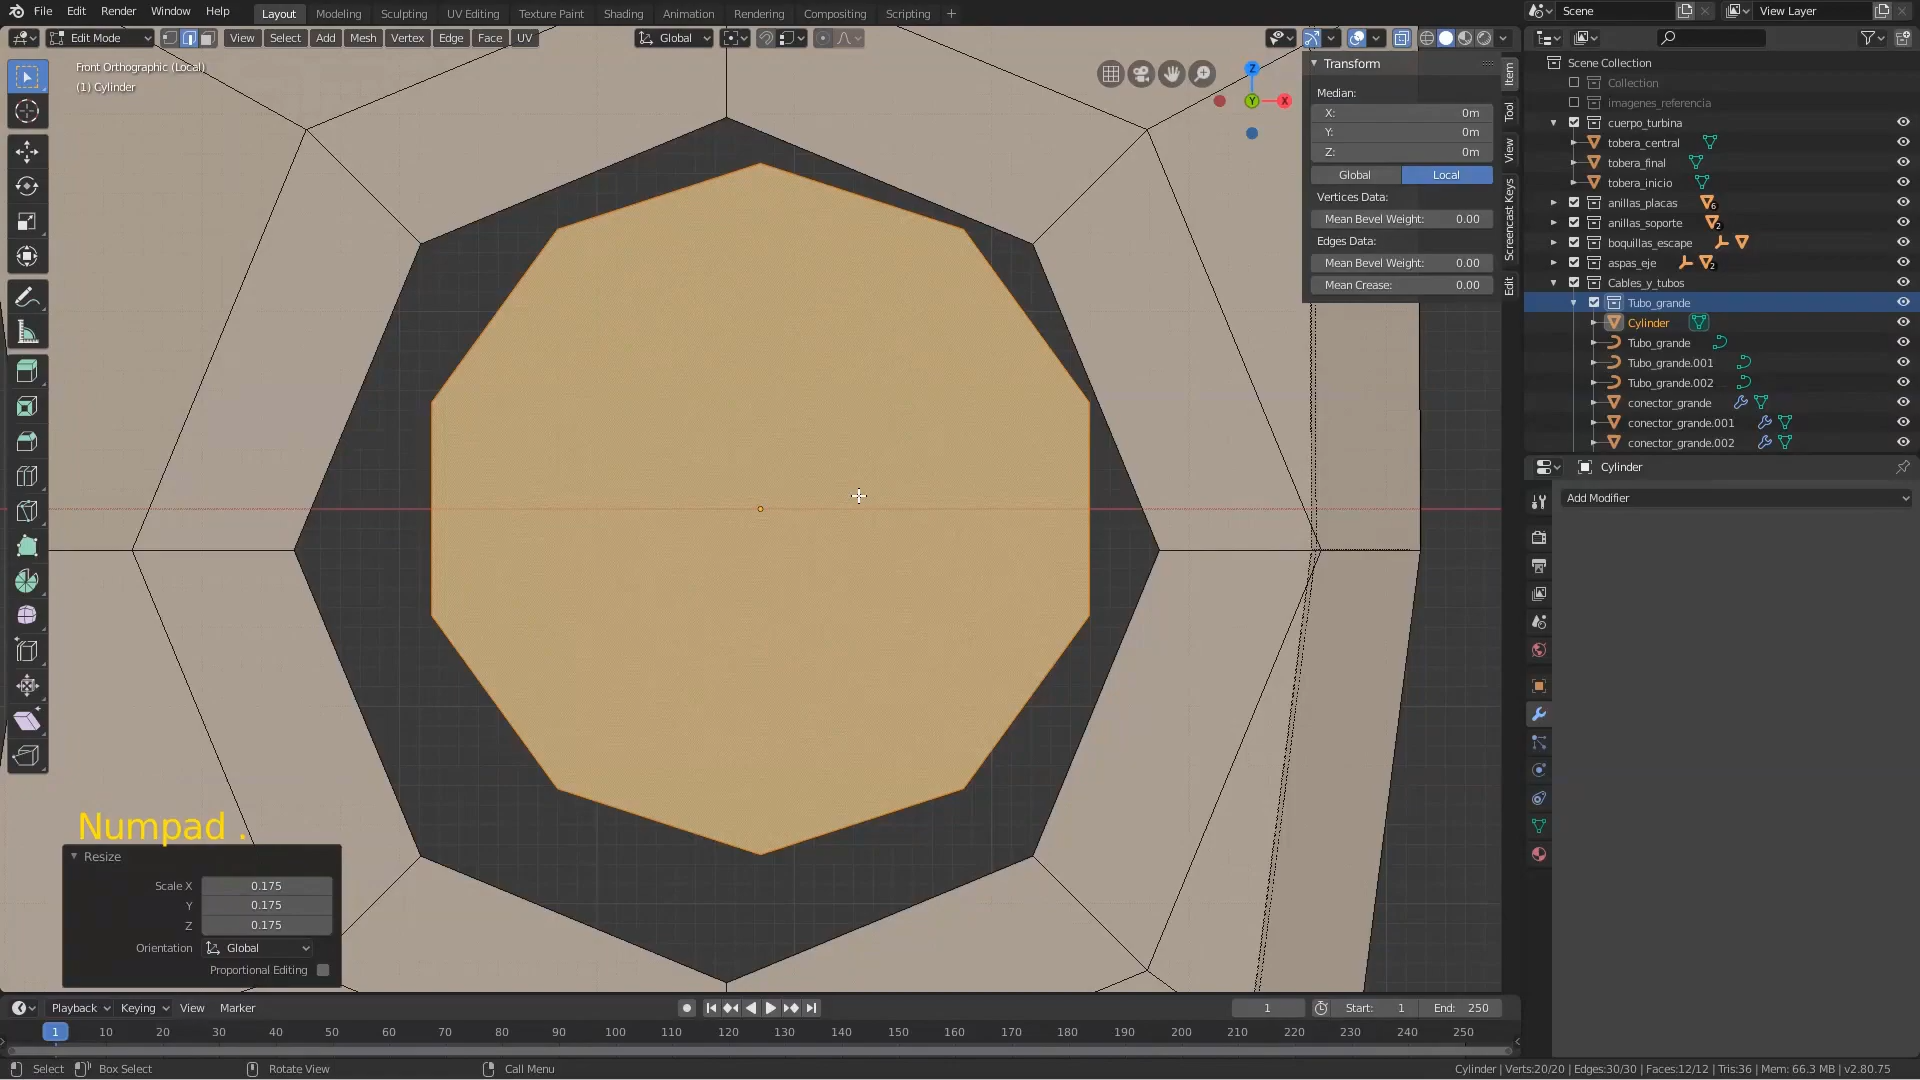 File Edit Render Window Help Layout Modeling Sculpting UV Editing Texture Paint Shading Animation Rendering Compositing Scripting + Scene View Layer
Edit Mode View Select Add Mesh Vertex Edge Face UV Global
Front Orthographic (Local)
(1) Cylinder
Z
Y
X
Transform
Median:
X: 0m
Y: 0m
Z: 0m
Global Local
Vertices Data:
Mean Bevel Weight: 0.00
Edges Data:
Mean Bevel Weight: 0.00
Mean Crease: 0.00
Item
Tool
View
Screencast Keys
Edit
Scene Collection
Collection
imagenes_referencia
cuerpo_turbina
tobera_central
tobera_final
tobera_inicio
anillas_placas 6
anillas_soporte 2
boquillas_escape
aspas_eje 2
Cables_y_tubos
Tubo_grande
Cylinder
Tubo_grande
Tubo_grande.001
Tubo_grande.002
conector_grande
conector_grande.001
conector_grande.002
Cylinder
Add Modifier
Numpad .
Resize
Scale X 0.175
Y 0.175
Z 0.175
Orientation Global
Proportional Editing
Playback Keying View Marker 1 Start: 1 End: 250
1 10 20 30 40 50 60 70 80 90 100 110 120 130 140 150 160 170 180 190 200 210 220 230 240 250
Select Box Select Rotate View Call Menu Cylinder | Verts:20/20 | Edges:30/30 | Faces:12/12 | Tris:36 | Mem: 66.3 MB | v2.80.75